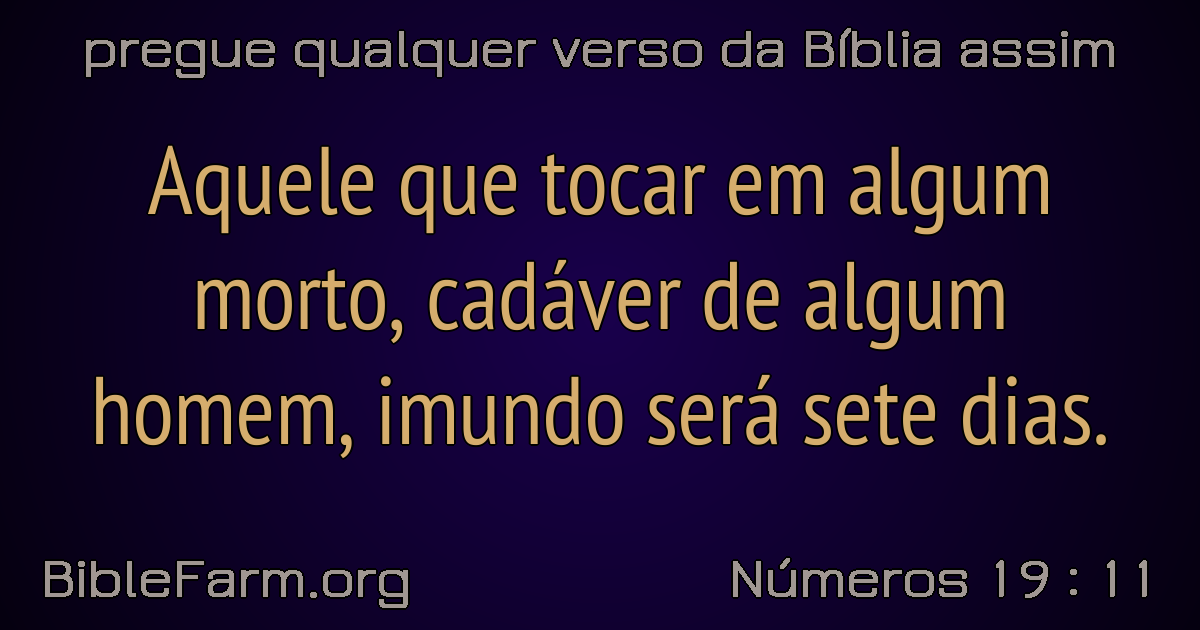 pregue qualquer verso da Bíblia assim
Aquele que tocar em algum
morto, cadáver de algum
homem, imundo será sete dias.
BibleFarm.org
Números 19 : 11